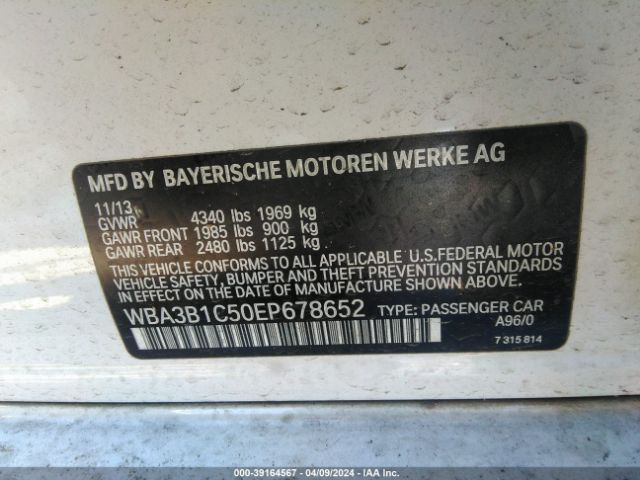 MFD BY BAYERISCHE MOTOREN WERKE AG
11/13
GVWR 4340 lbs 1969 kg
GAWR FRONT 1985 lbs 900 kg
GAWR REAR 2480 lbs 1125 kg
THIS VEHICLE CONFORMS TO ALL APPLICABLE U.S.FEDERAL MOTOR
VEHICLE SAFETY, BUMPER AND THEFT PREVENTION STANDARDS
IN EFFECT ON THE DATE OF MANUFACTURE SHOWN ABOVE.
WBA3B1C50EP678652 TYPE: PASSENGER CAR
A96/0
7 315 814
000-39164567 / 04/09/2024 - IAA Inc.